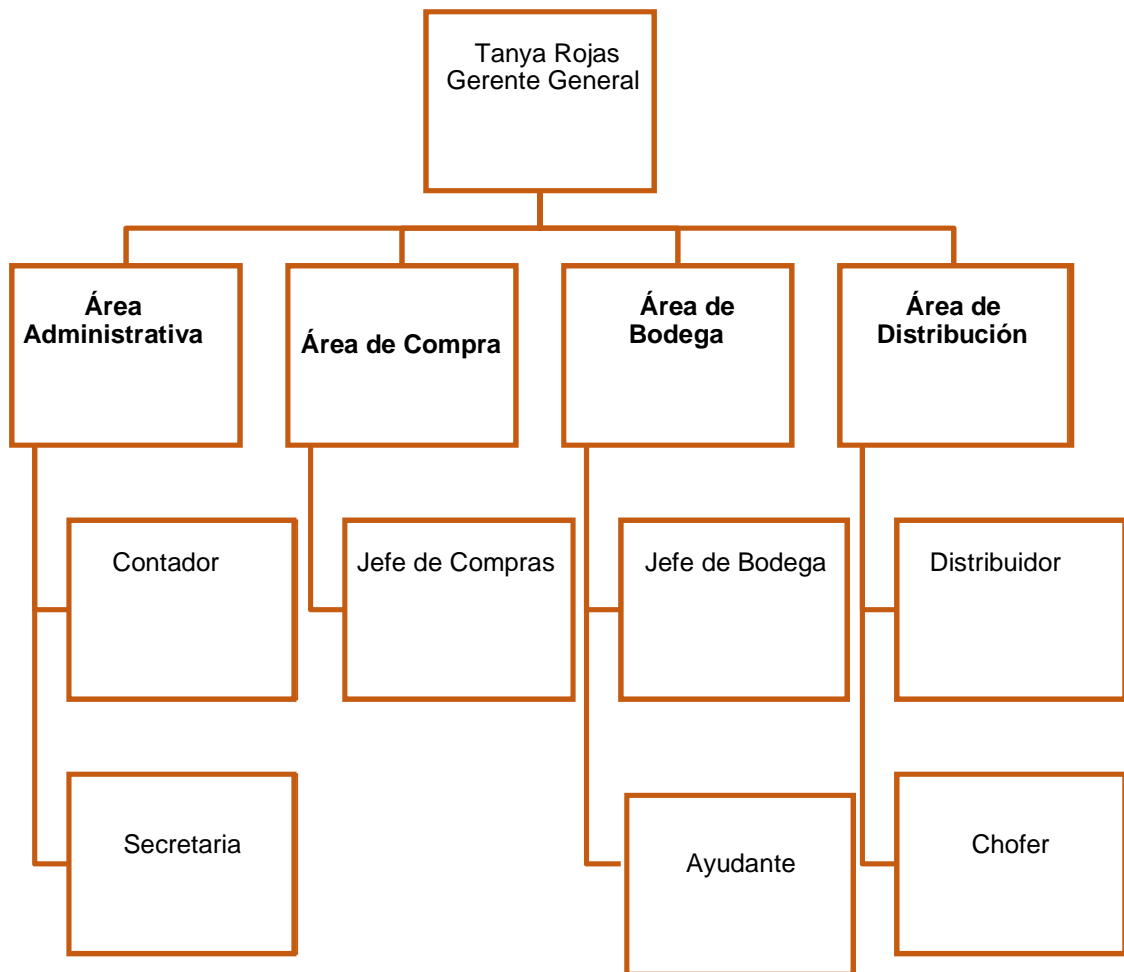 Tanya Rojas
Gerente General
Área
Administrativa
Área de Compra
Área de
Bodega
Área de
Distribución
Contador
Jefe de Compras
Jefe de Bodega
Distribuidor
Secretaria
Ayudante
Chofer